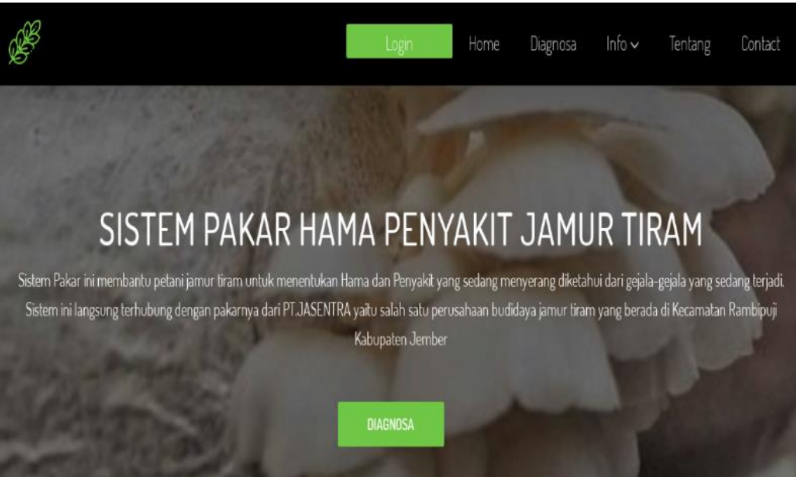 Login Home Diagnosa Info Tentang Contact
SISTEM PAKAR HAMA PENYAKIT JAMUR TIRAM
Sistem Pakar ini membantu petani jamur tiram untuk menentukan Hama dan Penyakit yang sedang menyerang diketahui dari gejala-gejala yang sedang terjadi.
Sistem ini langsung terhubung dengan pakarnya dari PT.JASENTRA yaitu salah satu perusahaan budidaya jamur tiram yang berada di Kecamatan Rambipuji
Kabupaten Jember
DIAGNOSA